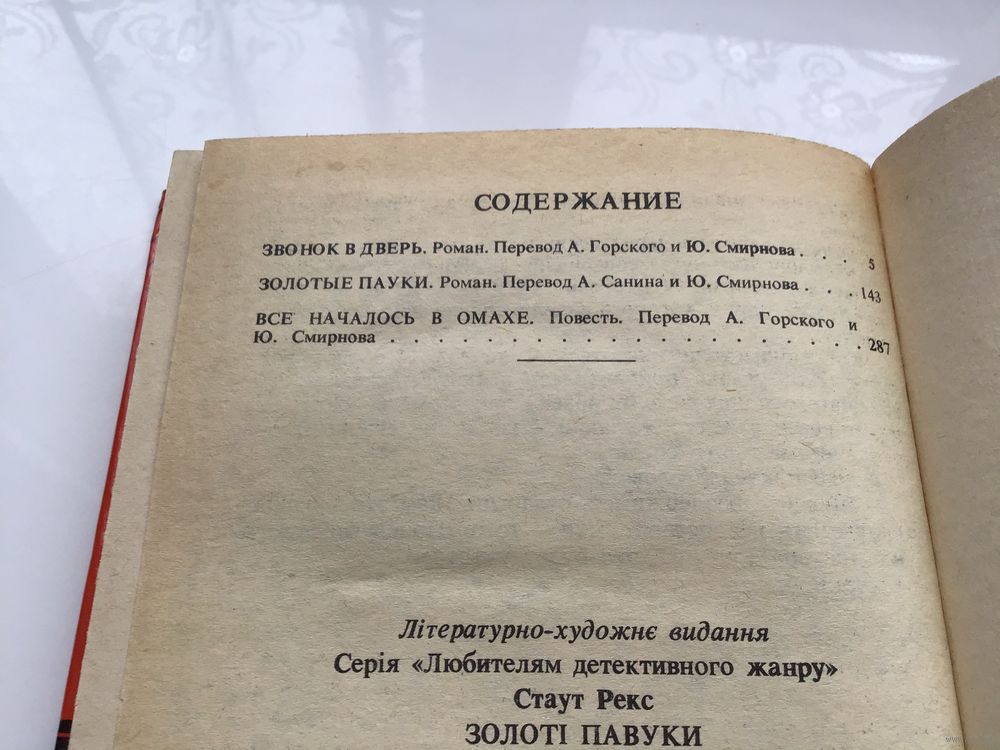 СОДЕРЖАНИЕ
ЗВОНОК В ДВЕРЬ. Роман. Перевод А. Горского и Ю. Смирнова . . . 5
ЗОЛОТЫЕ ПАУКИ. Роман. Перевод А. Санина и Ю. Смирнова . . . . 143
ВСЕ НАЧАЛОСЬ В ОМАХЕ. Повесть. Перевод А. Горского и
Ю. Смирнова . . . . . . . . . . . . . . . . . . . . . 287
Літературно-художнє видання
Серія «Любителям детективного жанру»
Стаут Рекс
ЗОЛОТІ ПАВУКИ